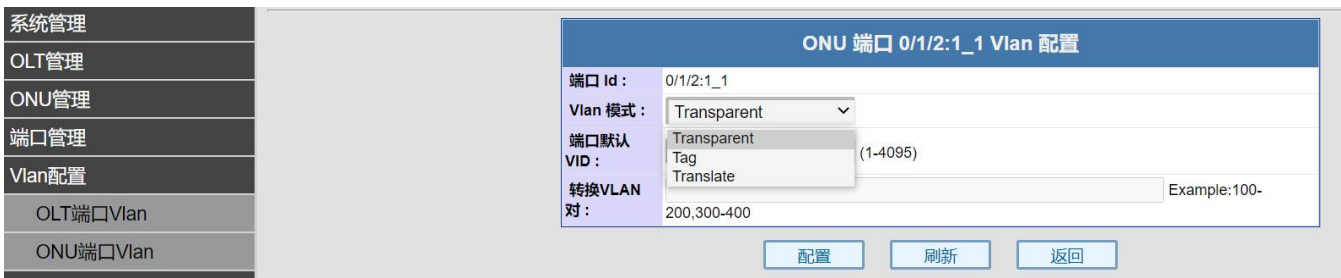 系统管理
OLT管理
ONU管理
端口管理
Vlan配置
OLT端口Vlan
ONU端口Vlan
ONU 端口 0/1/2:1_1 Vlan 配置
端口 Id： 0/1/2:1_1
Vlan 模式： Transparent
Transparent
Tag
Translate
端口默认
VID： (1-4095)
转换VLAN
对： Example:100-
200,300-400
配置 刷新 返回